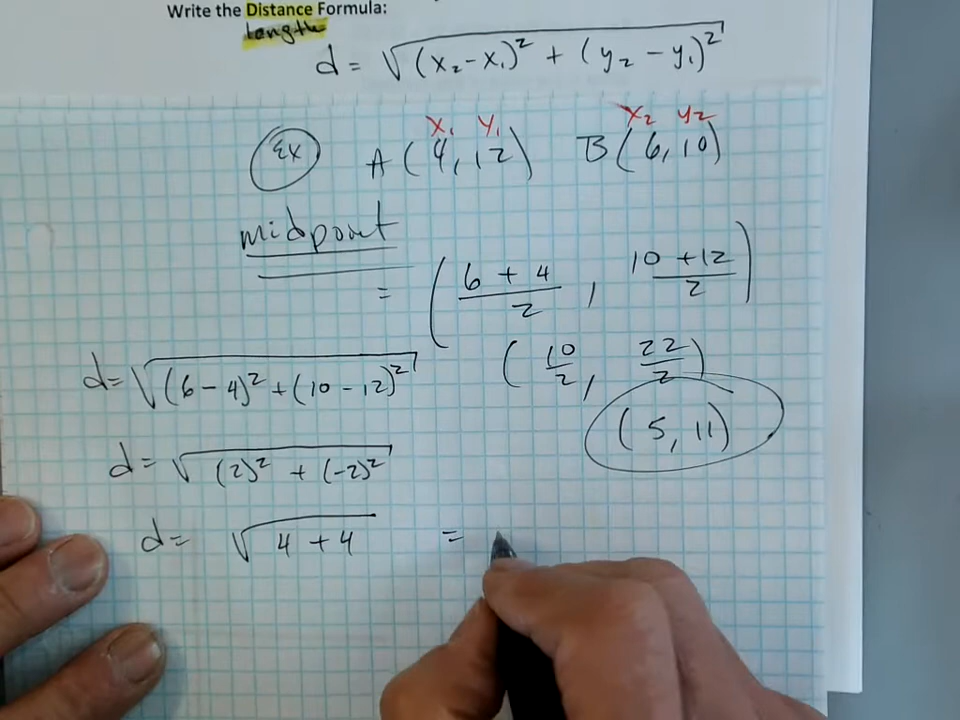 Write the Distance Formula:
Length
d = √(x₂-x₁)² + (y₂-y₁)²
x₁ y₁ x₂ y₂
Ex A(4,12) B(6,10)
midpoint
= (6 + 4 / 2, 10 + 12 / 2)
d= √(6-4)² + (10-12)²
(10/2, 22/2)
(5, 11)
d= √(2)² + (-2)²
d= √4 + 4 =